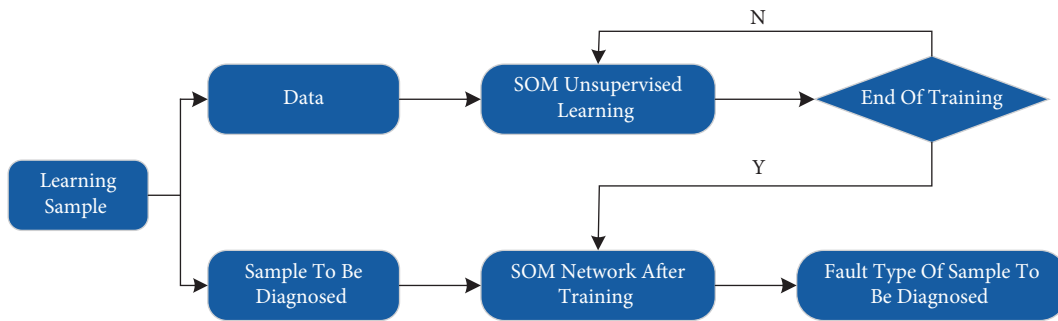 N
Data
SOM Unsupervised
Learning
End Of Training
Learning
Sample
Y
Sample To Be
Diagnosed
SOM Network After
Training
Fault Type Of Sample To
Be Diagnosed